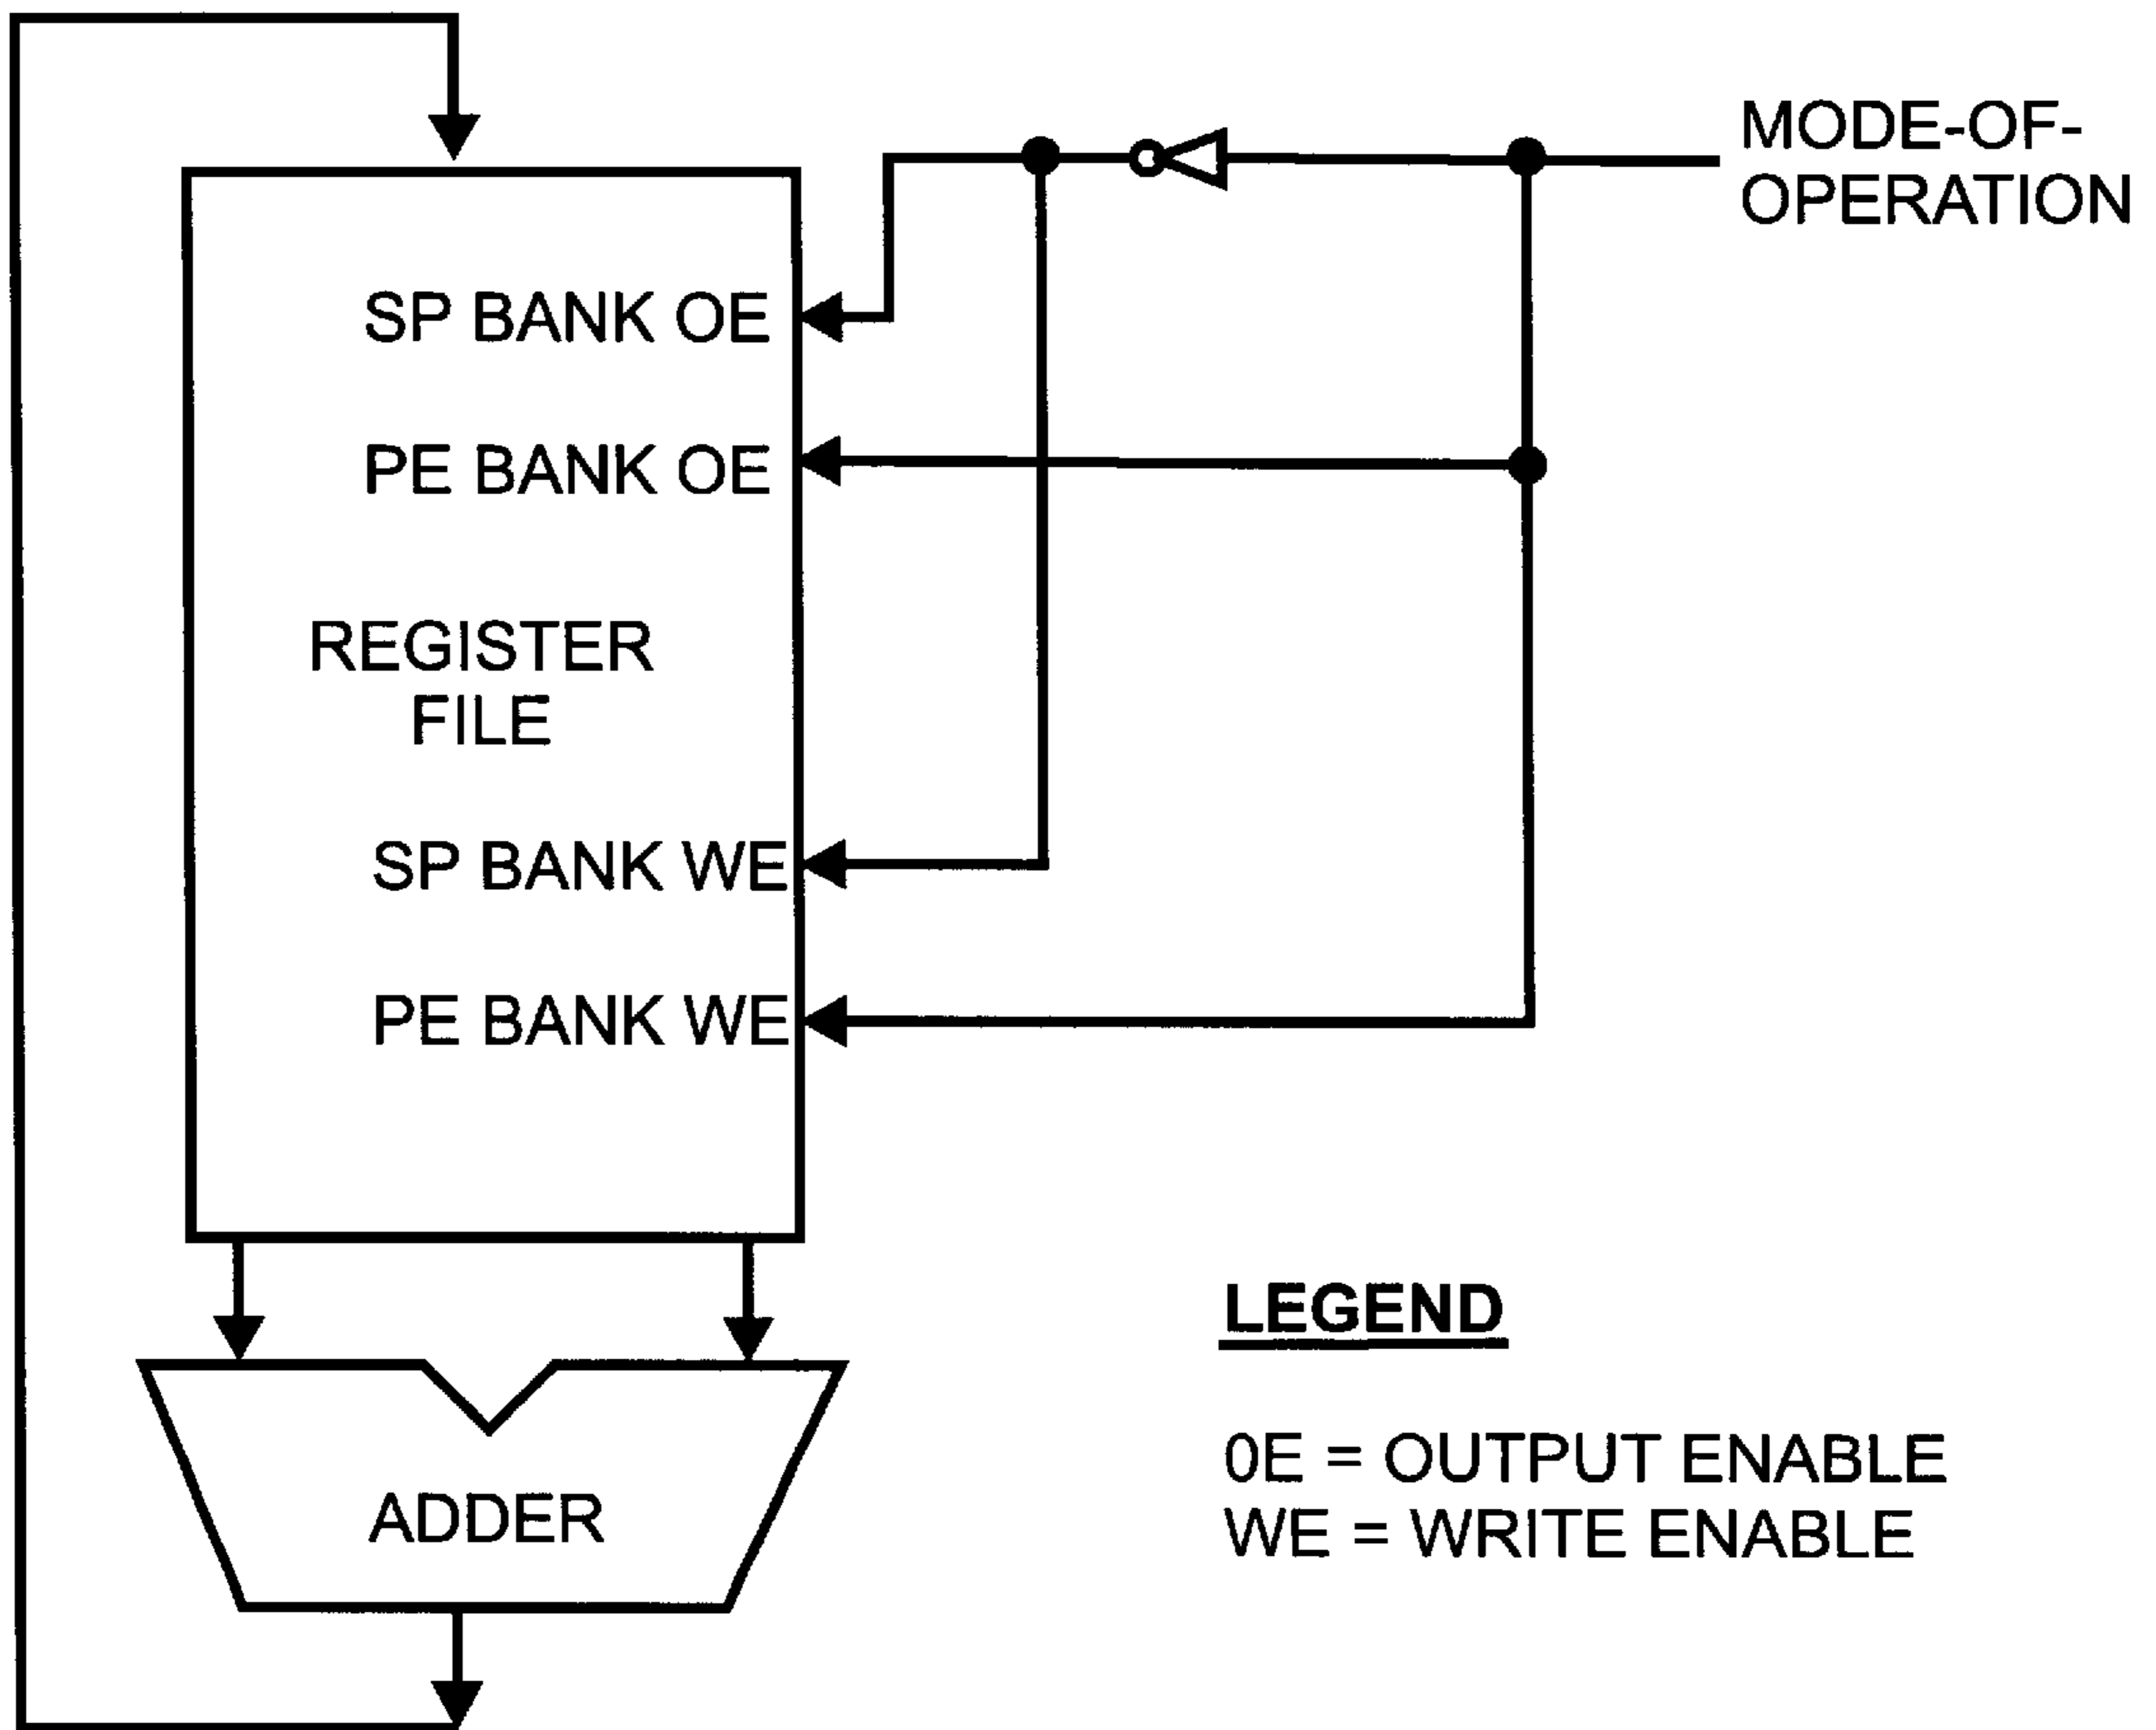 MODE-OF-
OPERATION
SP BANK OE
PE BANK OE
REGISTER
FILE
SP BANK WE
PE BANK WE
LEGEND
0E = OUTPUT ENABLE
WE = WRITE ENABLE
ADDER